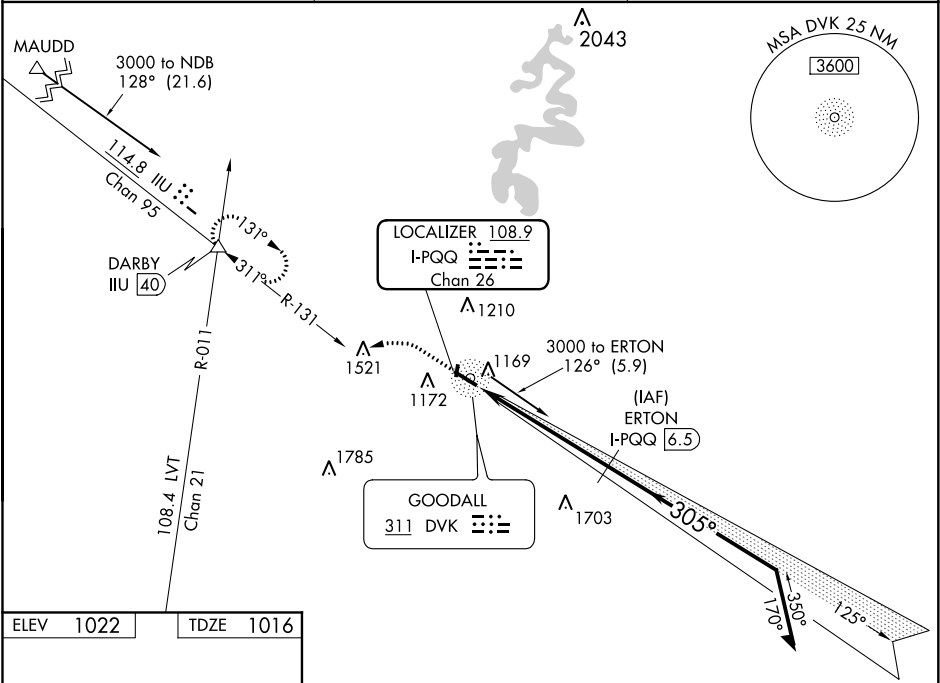 2043
MSA DVK 25 NM
3600
MAUDD
3000 to NDB
128° (21.6)
114.8 IIU
Chan 95
131°
311°
DARBY
IIU 40
R-131
R-011
LOCALIZER 108.9
I-PQQ
Chan 26
1210
1521
1169
1172
3000 to ERTON
126° (5.9)
(IAF)
ERTON
I-PQQ 6.5
1785
1703
GOODALL
311 DVK
108.4 LVT
Chan 21
305°
350°
170°
125°
ELEV 1022
TDZE 1016